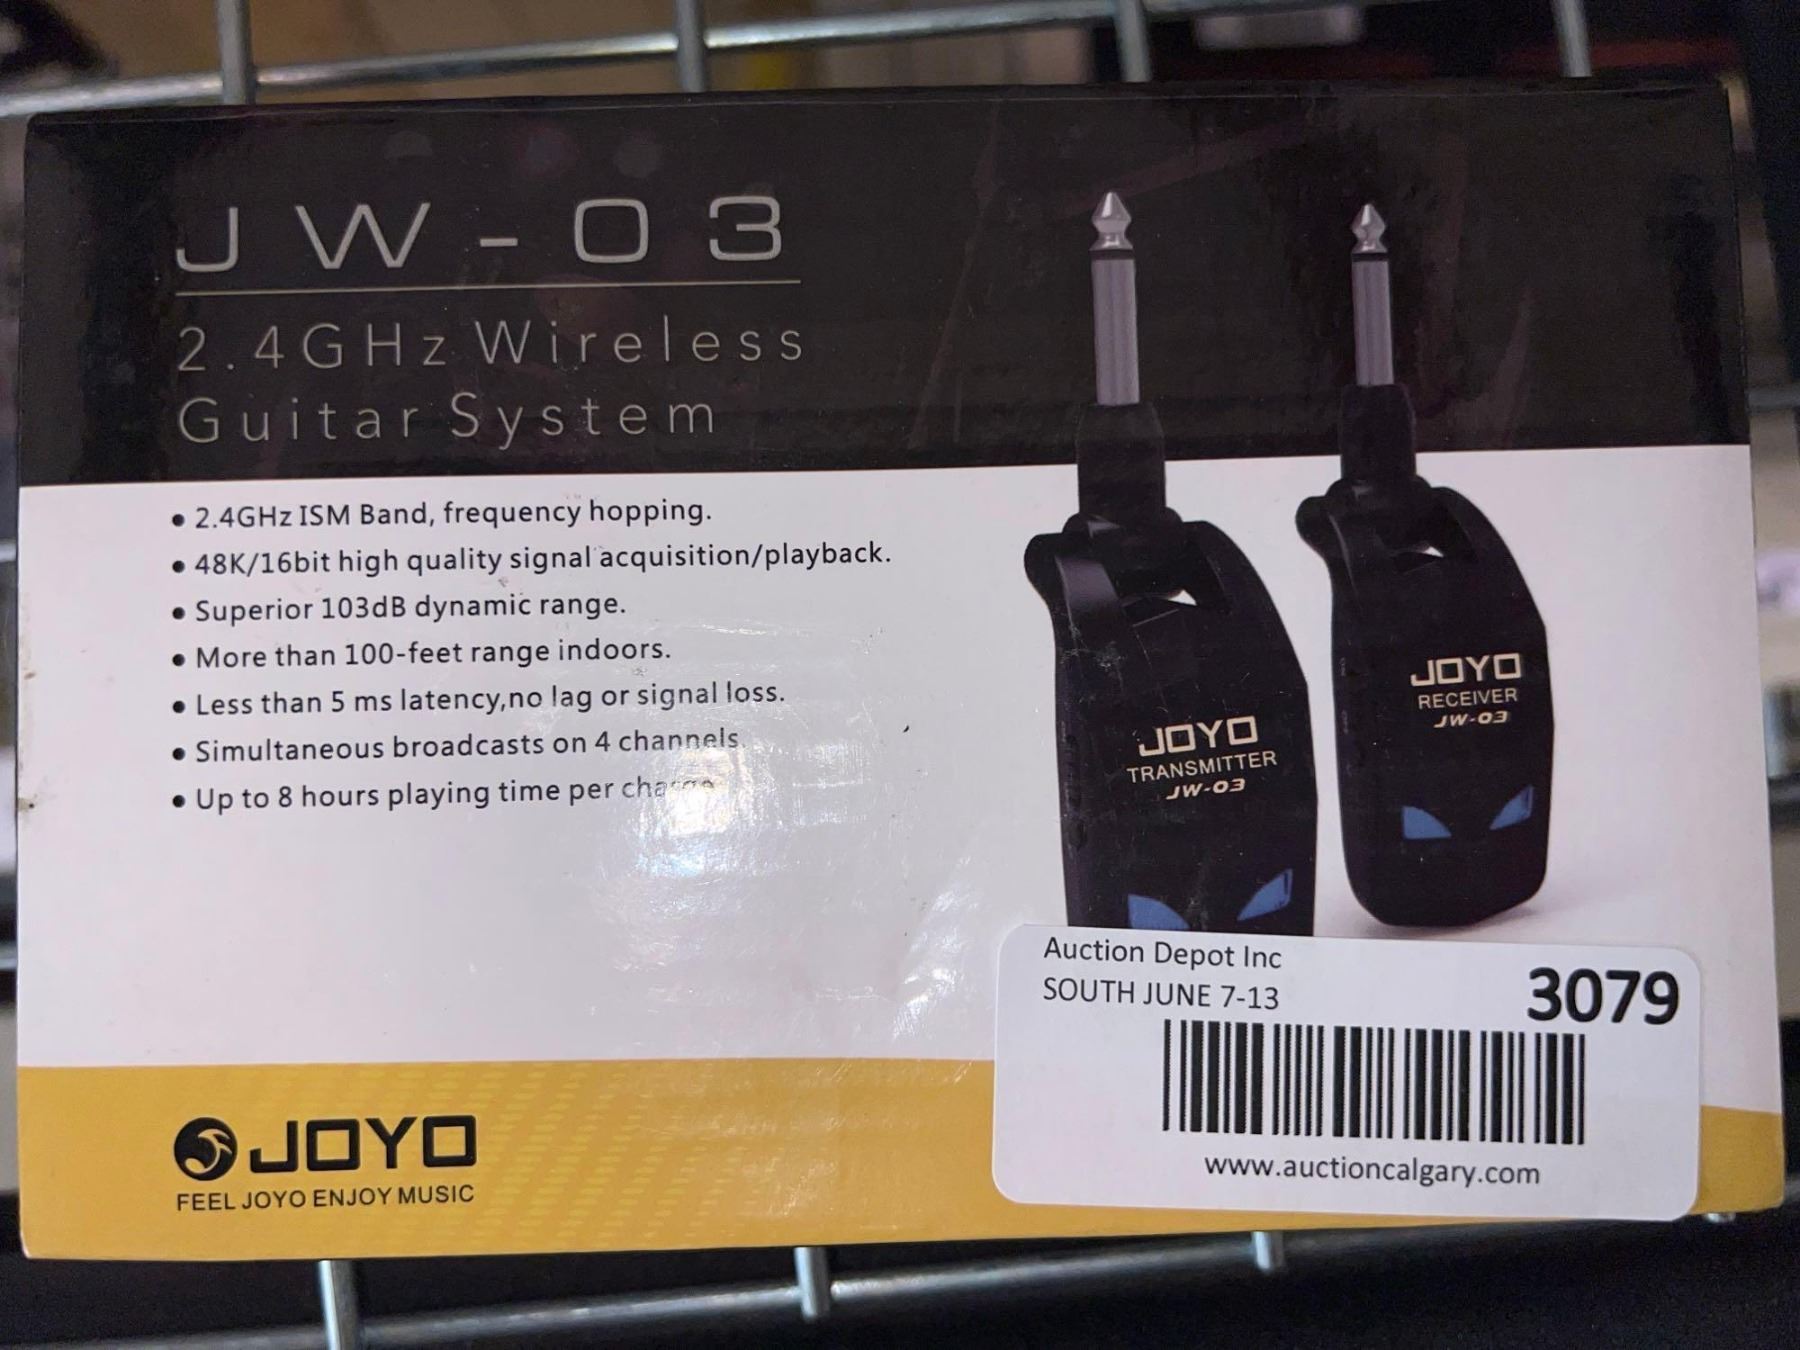 JW-03
2.4GHz Wireless
Guitar System
• 2.4GHz ISM Band, frequency hopping.
• 48K/16bit high quality signal acquisition/playback.
• Superior 103dB dynamic range.
• More than 100-feet range indoors.
• Less than 5 ms latency,no lag or signal loss.
• Simultaneous broadcasts on 4 channels.
• Up to 8 hours playing time per charge
JOYO
TRANSMITTER
JW-03
JOYO
RECEIVER
JW-03
JOYO
FEEL JOYO ENJOY MUSIC
Auction Depot Inc
SOUTH JUNE 7-13
3079
www.auctioncalgary.com